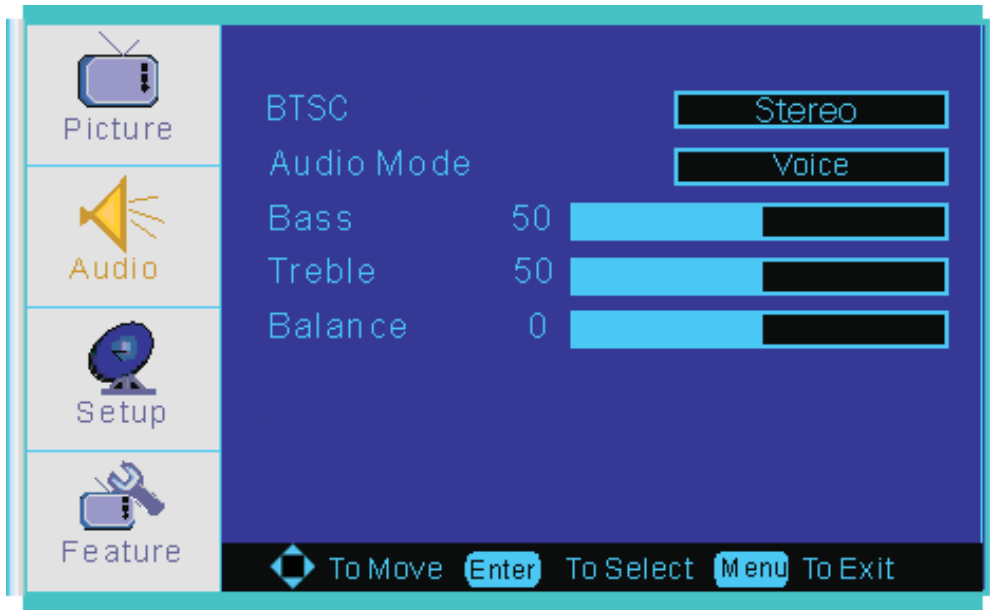 Picture
Audio
Setup
Feature
BTSC Stereo
Audio Mode Voice
Bass 50
Treble 50
Balance 0
To Move Enter To Select Menu To Exit